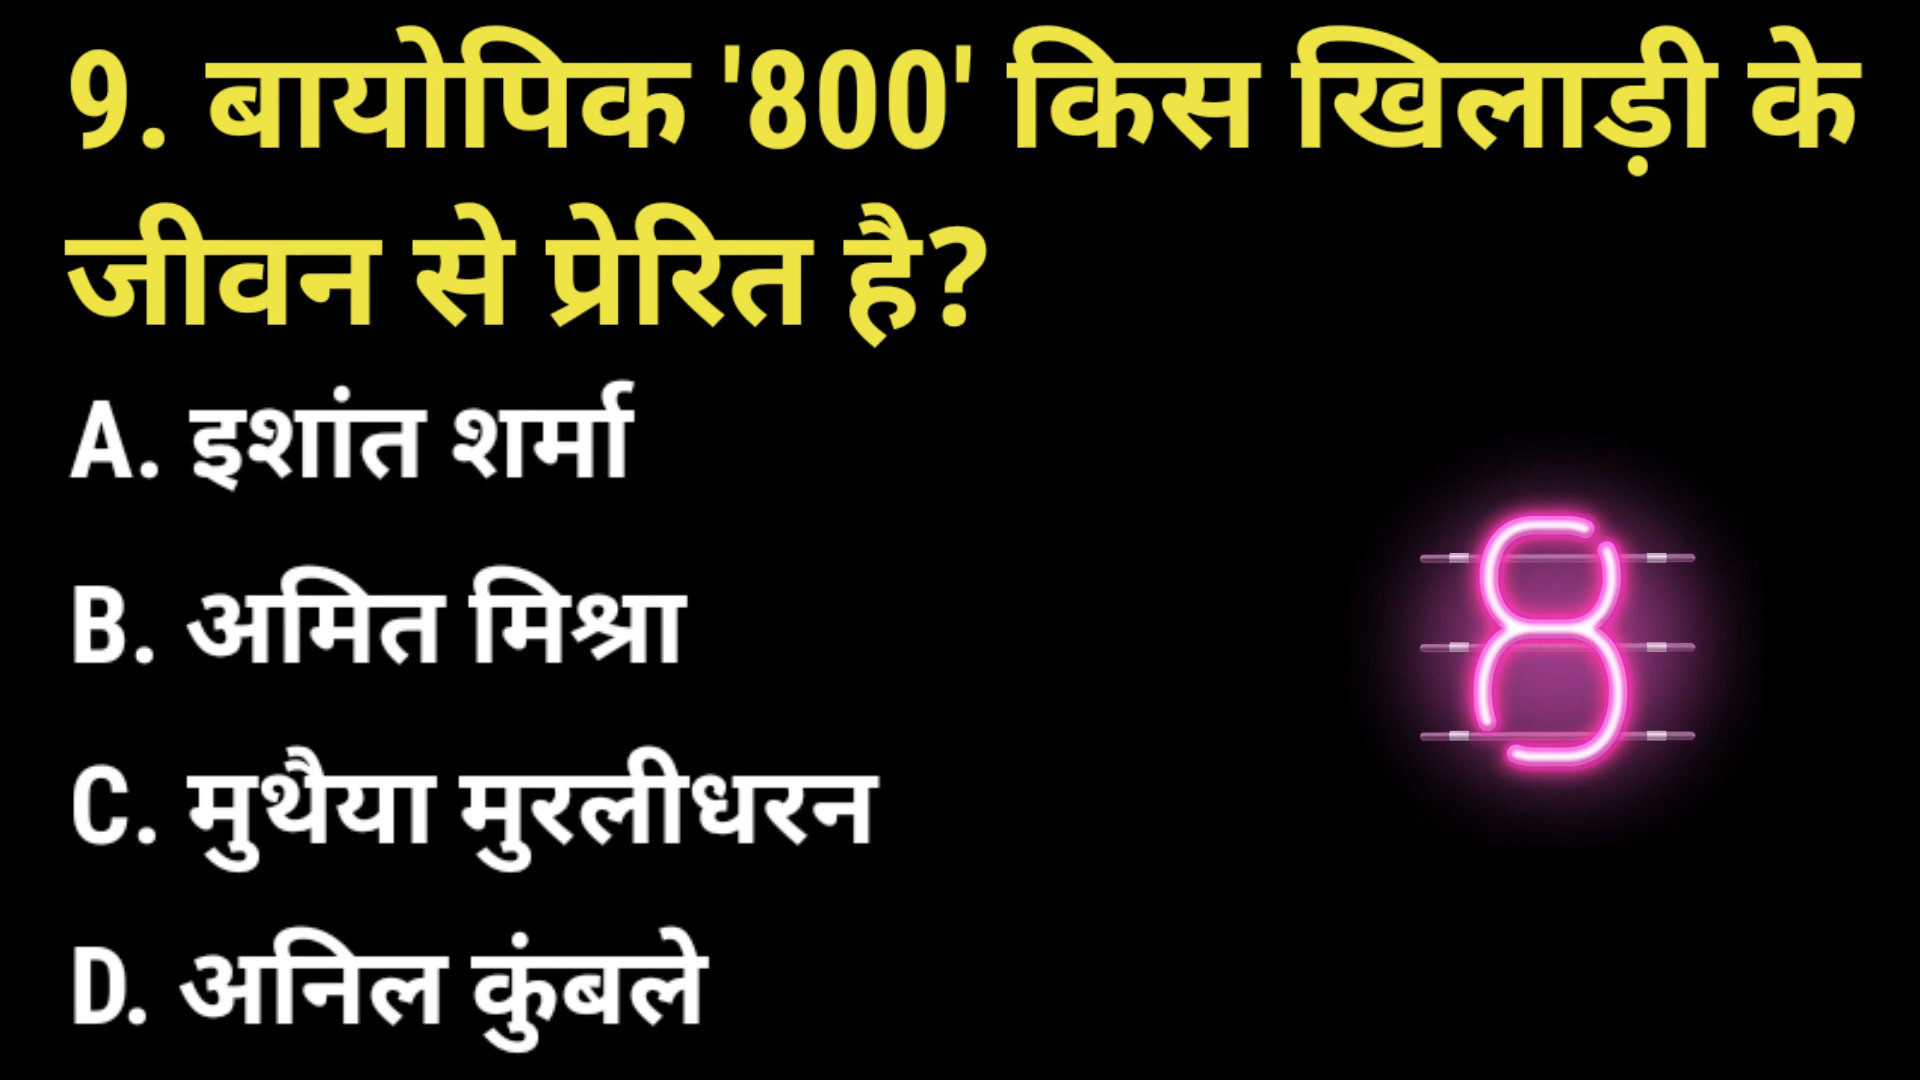 9. बायोपिक '800' किस खिलाड़ी के
जीवन से प्रेरित है?
A. इशांत शर्मा
B. अमित मिश्रा
8
C. मुथैया मुरलीधरन
D. अनिल कुंबले